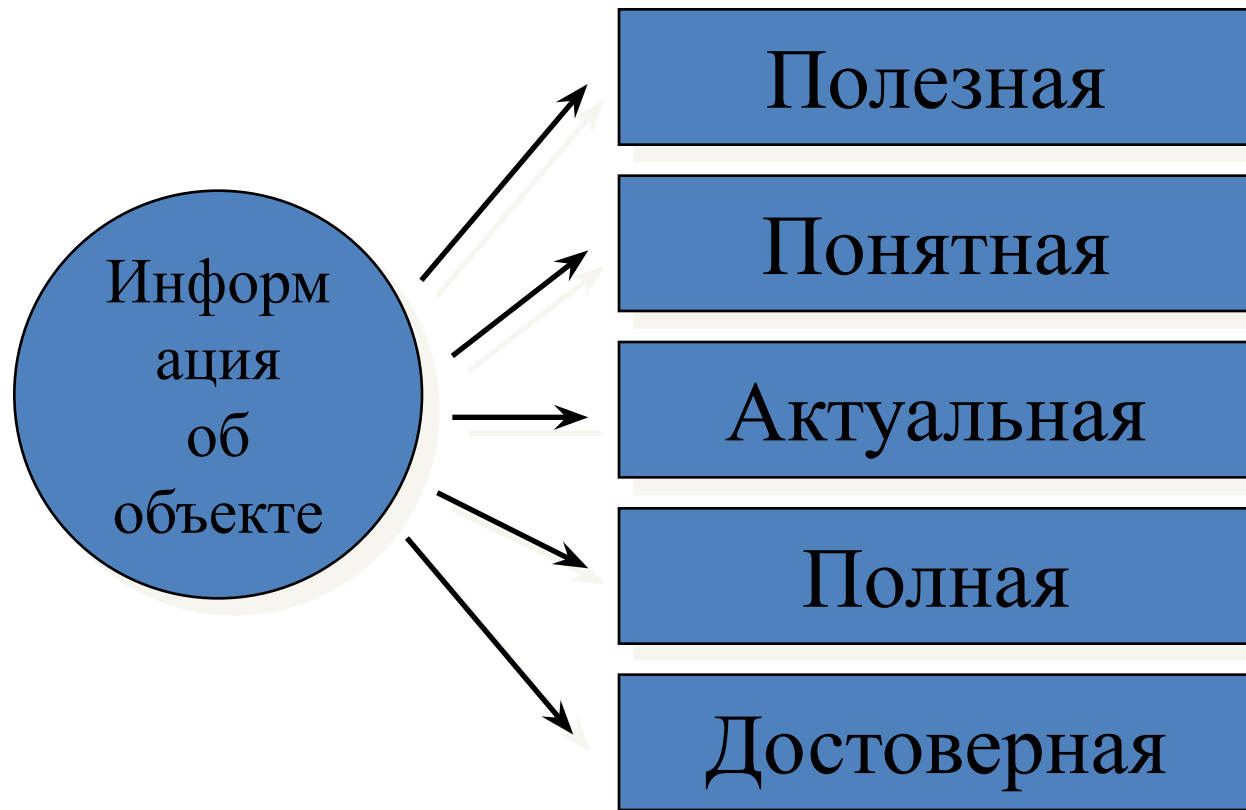 Информ
ация
об
объекте
Полезная
Понятная
Актуальная
Полная
Достоверная